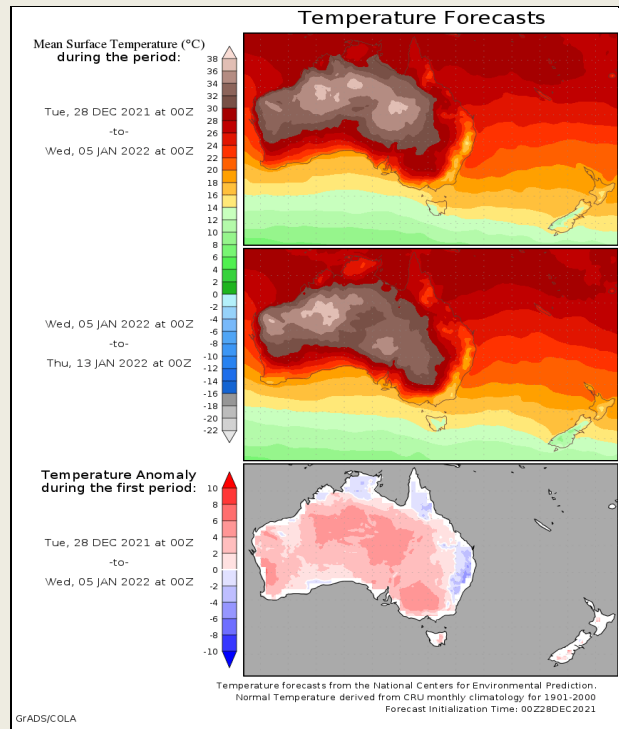 Temperature Forecasts
Mean Surface Temperature (°C)
during the period:
Tue, 28 DEC 2021 at 00Z
-to-
Wed, 05 JAN 2022 at 00Z
38
36
34
32
30
28
26
24
22
20
18
16
14
12
10
8
6
4
2
0
-2
-4
-6
-8
-10
-12
-14
-16
-18
-20
-22
Wed, 05 JAN 2022 at 00Z
-to-
Thu, 13 JAN 2022 at 00Z
Temperature Anomaly
during the first period:
Tue, 28 DEC 2021 at 00Z
-to-
Wed, 05 JAN 2022 at 00Z
10
8
6
4
2
0
-2
-4
-6
-8
-10
Temperature forecasts from the National Centers for Environmental Prediction.
Normal Temperature derived from CRU monthly climatology for 1901-2000
Forecast Initialization Time: 00Z28DEC2021
GrADS/COLA